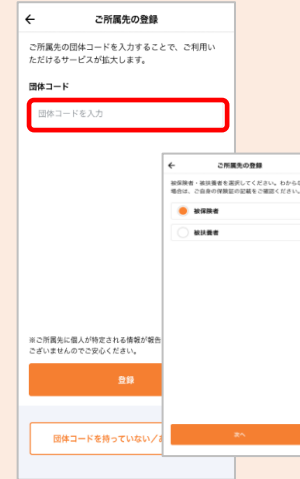 ← ご所属先の登録
ご所属先の団体コードを入力することで、ご利用い
ただけるサービスが拡大します。
団体コード
団体コードを入力
※ご所属先に個人が特定される情報が報告
ございませんのでご安心ください。
登録
団体コードを持っていない／
← ご所属先の登録
被保険者・被扶養者を選択してください。わからな
場合は、ご自身の保険証の記載をご確認ください。
被保険者
被扶養者
次へ